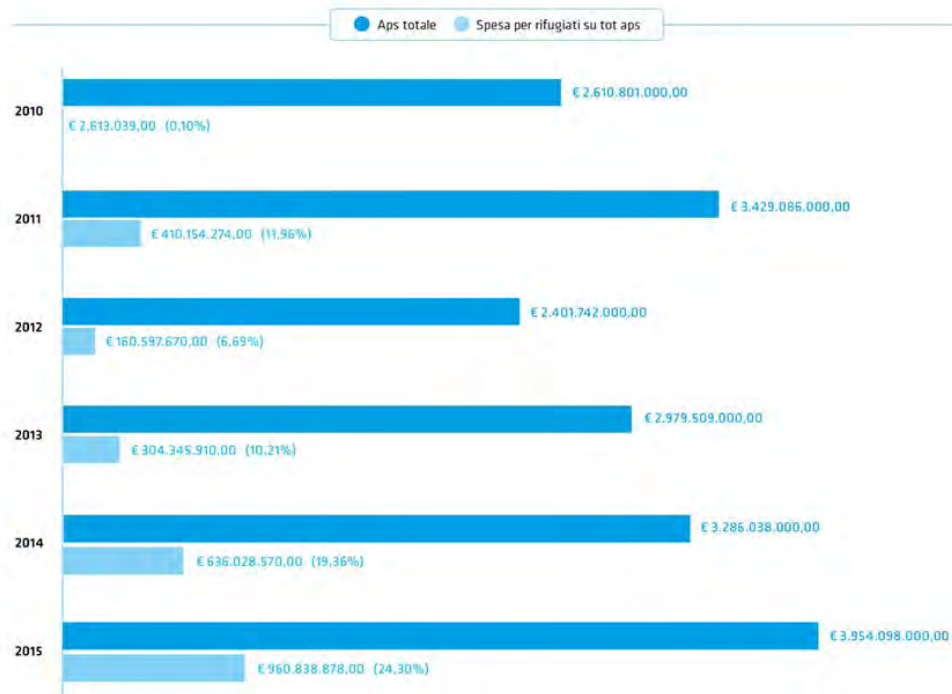 Aps totale Spesa per rifugiati su tot aps
2010
€ 2.610.801.000,00
€ 2.613.039,00 (0,10%)
2011
€ 3.429.086.000,00
€ 410.154.274,00 (11,96%)
2012
€ 2.401.742.000,00
€ 160.597.670,00 (6,69%)
2013
€ 2.979.509.000,00
€ 304.345.910,00 (10,21%)
2014
€ 3.286.038.000,00
€ 636.028.570,00 (19,36%)
2015
€ 3.954.098.000,00
€ 960.838.878,00 (24,30%)